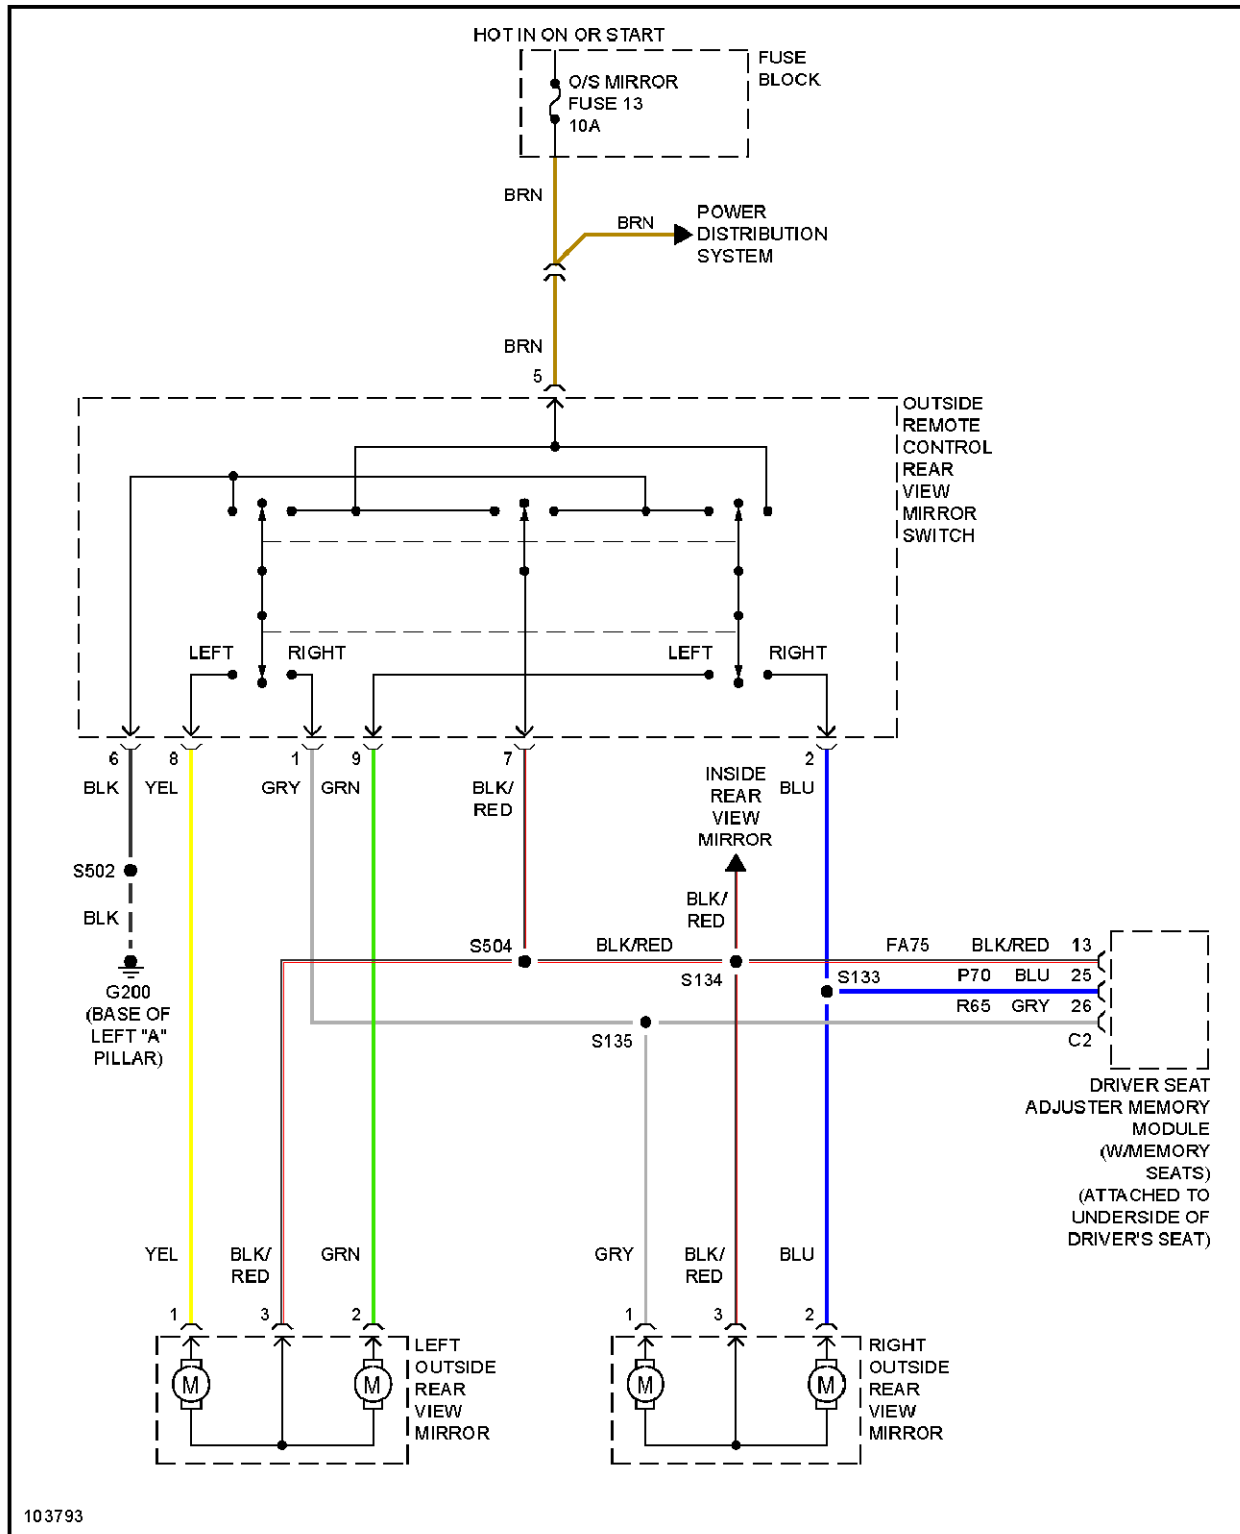 HOT IN ON OR START
FUSE
BLOCK
O/S MIRROR
FUSE 13
10A
BRN
BRN
POWER
DISTRIBUTION
SYSTEM
BRN
5
OUTSIDE
REMOTE
CONTROL
REAR
VIEW
MIRROR
SWITCH
LEFT
RIGHT
LEFT
RIGHT
6
8
1
9
7
2
BLK
YEL
GRY
GRN
BLK/
RED
INSIDE
REAR
VIEW
MIRROR
BLU
S502
BLK
G200
(BASE OF
LEFT "A"
PILLAR)
BLK/
RED
S504
BLK/RED
S134
FA75
BLK/RED
13
S133
P70
BLU
25
R65
GRY
26
S135
C2
DRIVER SEAT
ADJUSTER MEMORY
MODULE
(W/MEMORY
SEATS)
(ATTACHED TO
UNDERSIDE OF
DRIVER'S SEAT)
YEL
BLK/
RED
GRN
GRY
BLK/
RED
BLU
1
3
2
1
3
2
M
M
LEFT
OUTSIDE
REAR
VIEW
MIRROR
M
M
RIGHT
OUTSIDE
REAR
VIEW
MIRROR
103793